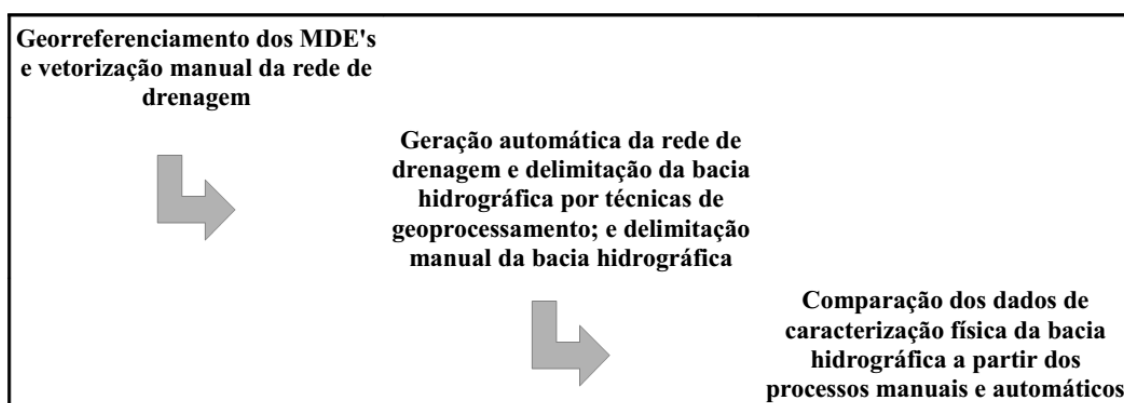 Georreferenciamento dos MDE's
e vetorização manual da rede de
drenagem
Geração automática da rede de
drenagem e delimitação da bacia
hidrográfica por técnicas de
geoprocessamento; e delimitação
manual da bacia hidrográfica
Comparação dos dados de
caracterização física da bacia
hidrográfica a partir dos
processos manuais e automáticos